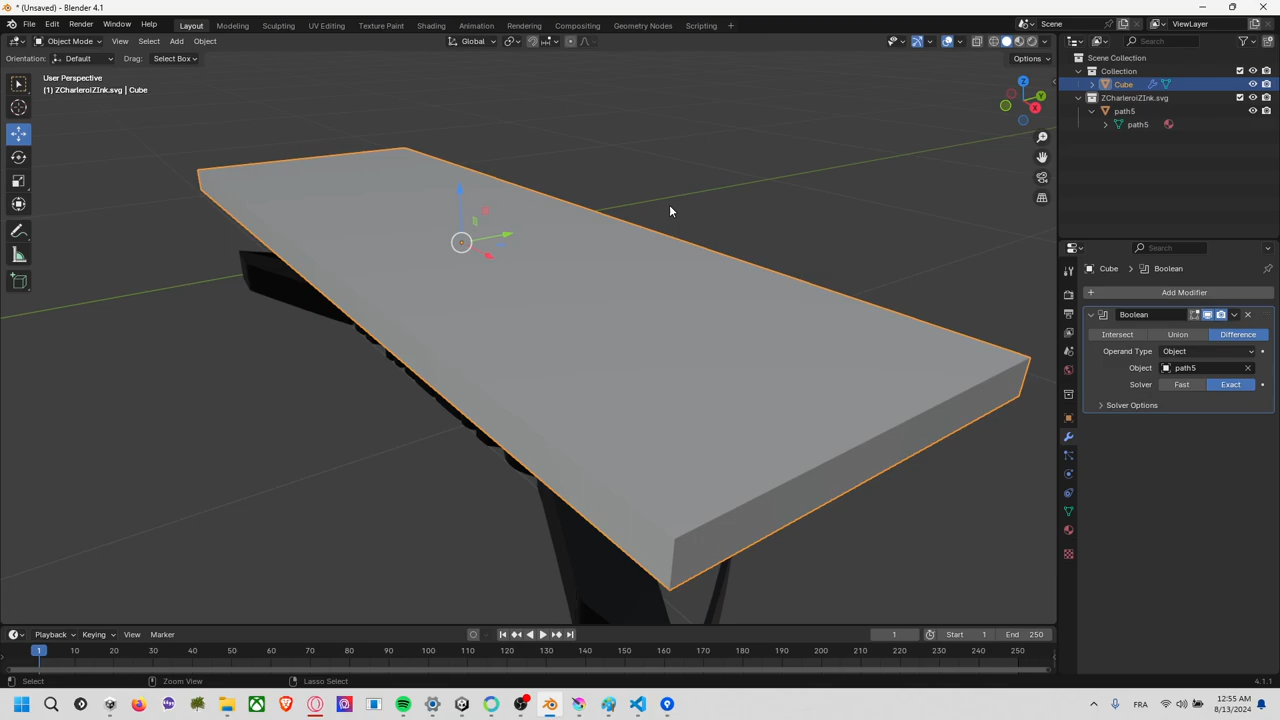 * (Unsaved) - Blender 4.1
File Edit Render Window Help Layout Modeling Sculpting UV Editing Texture Paint Shading Animation Rendering Compositing Geometry Nodes Scripting + Scene ViewLayer
Object Mode View Select Add Object Global Search
Orientation: Default Drag: Select Box Options
User Perspective
(1) ZCharleroiZInk.svg | Cube
Z
Y
X
Scene Collection
Collection
Cube
ZCharleroiZInk.svg
path5
path5
Search
Cube > Boolean
+ Add Modifier
Boolean
Intersect Union Difference
Operand Type Object
Object path5
Solver Fast Exact
Solver Options
Playback Keying View Marker 1 Start 1 End 250
1 10 20 30 40 50 60 70 80 90 100 110 120 130 140 150 160 170 180 190 200 210 220 230 240 250
Select Zoom View Lasso Select 4.1.1
FRA 12:55 AM
8/13/2024